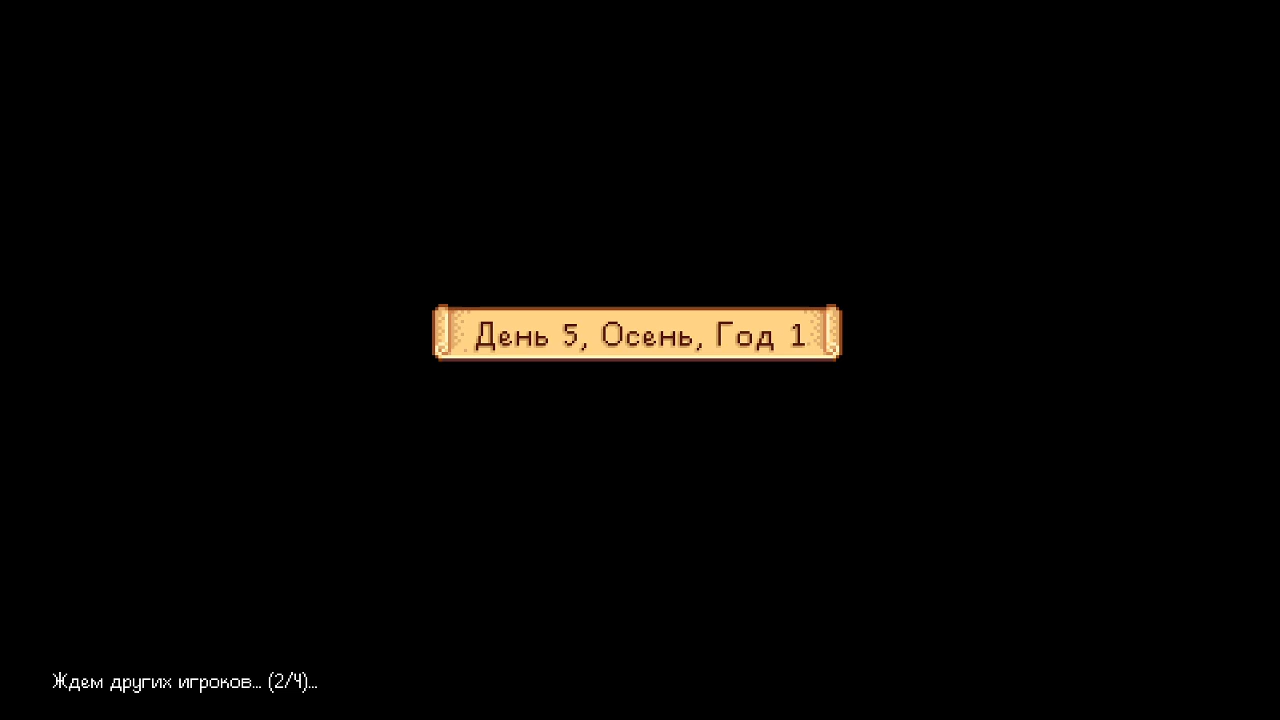 День 5, Осень, Год 1
Ждем других игроков... (2/4)...